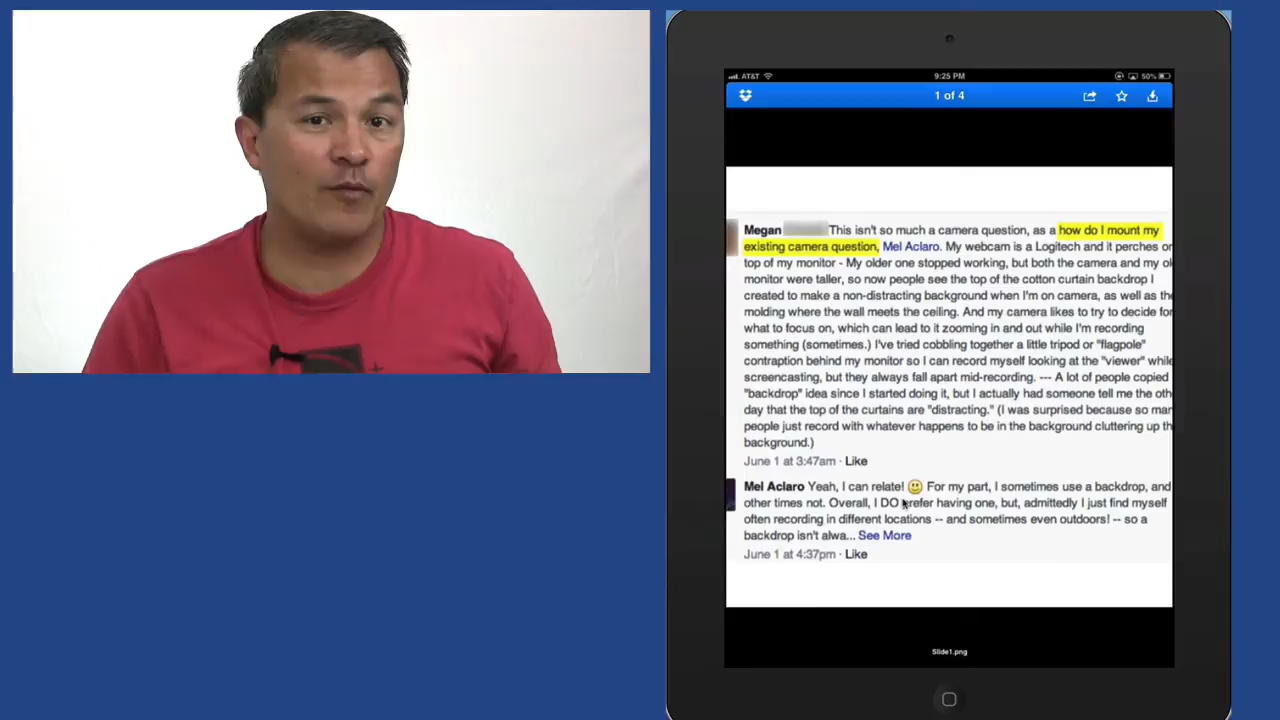 AT&T
9:25 PM
50%
1 of 4
Megan This isn't so much a camera question, as a how do I mount my
existing camera question, Mel Aclaro. My webcam is a Logitech and it perches on
top of my monitor - My older one stopped working, but both the camera and my ol
monitor were taller, so now people see the top of the cotton curtain backdrop I
created to make a non-distracting background when I'm on camera, as well as the
molding where the wall meets the ceiling. And my camera likes to try to decide for
what to focus on, which can lead to it zooming in and out while I'm recording
something (sometimes.) I've tried cobbling together a little tripod or "flagpole"
contraption behind my monitor so I can record myself looking at the "viewer" while
screencasting, but they always fall apart mid-recording. --- A lot of people copied
"backdrop" idea since I started doing it, but I actually had someone tell me the oth
day that the top of the curtains are "distracting." (I was surprised because so mar
people just record with whatever happens to be in the background cluttering up th
background.)
June 1 at 3:47am · Like
Mel Aclaro Yeah, I can relate! For my part, I sometimes use a backdrop, and
other times not. Overall, I DO prefer having one, but, admittedly I just find myself
often recording in different locations -- and sometimes even outdoors! -- so a
backdrop isn't alwa... See More
June 1 at 4:37pm · Like
Slide1.png